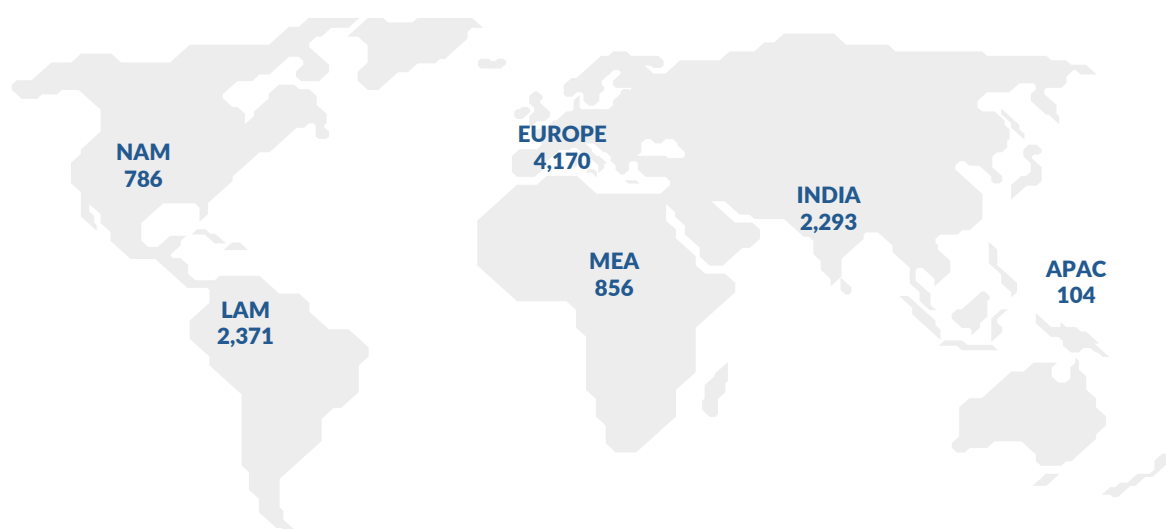 EUROPE
4,170
NAM
786
INDIA
2,293
MEA
856
APAC
104
LAM
2,371